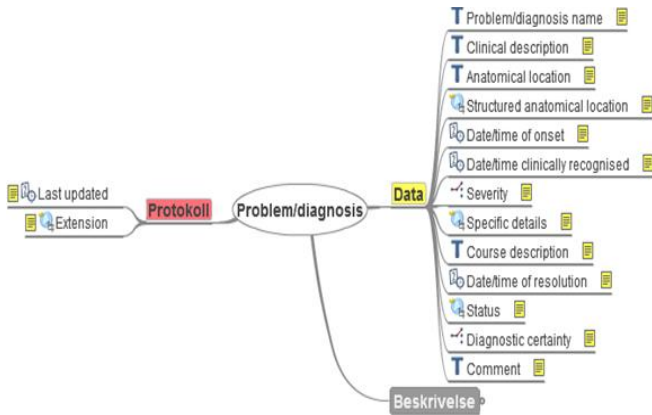 Problem/diagnosis name
Clinical description
Anatomical location
Structured anatomical location
Date/time of onset
Date/time clinically recognised
Last updated
Protokoll
Problem/diagnosis
Data
Severity
Extension
Specific details
Course description
Date/time of resolution
Status
Diagnostic certainty
Comment
Beskrivelse